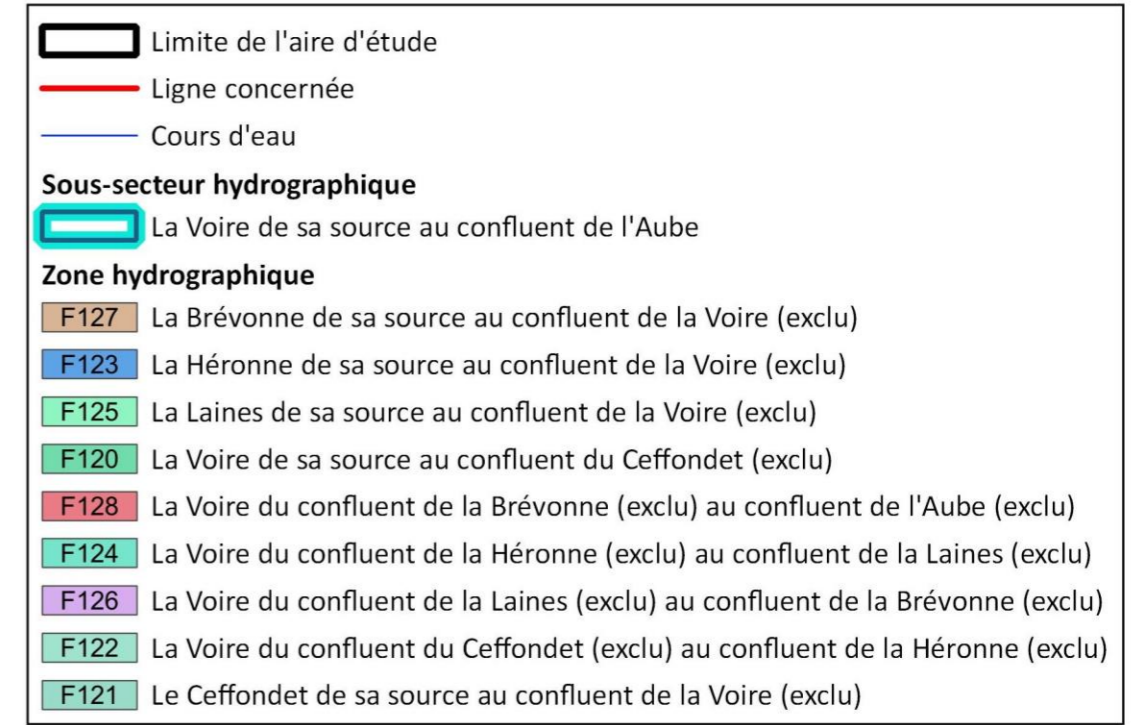 Limite de l'aire d'étude
Ligne concernée
Cours d'eau
Sous-secteur hydrographique
La Voire de sa source au confluent de l'Aube
Zone hydrographique
F127 La Brévonne de sa source au confluent de la Voire (exclu)
F123 La Héronne de sa source au confluent de la Voire (exclu)
F125 La Laines de sa source au confluent de la Voire (exclu)
F120 La Voire de sa source au confluent du Ceffondet (exclu)
F128 La Voire du confluent de la Brévonne (exclu) au confluent de l'Aube (exclu)
F124 La Voire du confluent de la Héronne (exclu) au confluent de la Laines (exclu)
F126 La Voire du confluent de la Laines (exclu) au confluent de la Brévonne (exclu)
F122 La Voire du confluent du Ceffondet (exclu) au confluent de la Héronne (exclu)
F121 Le Ceffondet de sa source au confluent de la Voire (exclu)